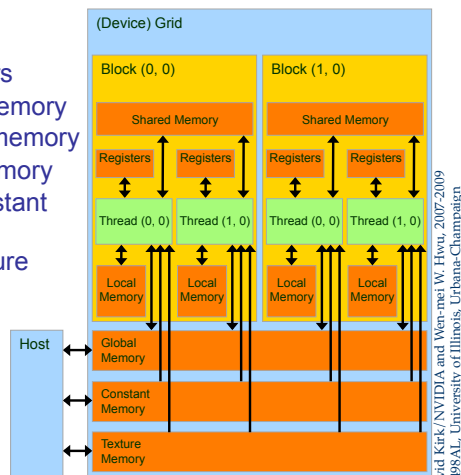 (Device) Grid
Block (0, 0)
Block (1, 0)
Shared Memory
Shared Memory
Registers
Registers
Registers
Registers
Thread (0, 0)
Thread (1, 0)
Thread (0, 0)
Thread (1, 0)
Local
Memory
Local
Memory
Local
Memory
Local
Memory
Host
Global
Memory
Constant
Memory
Texture
Memory
rs
emory
memory
mory
stant
ure
rid Kirk/NVIDIA and Wen-mei W. Hwu, 2007-2009
98AL, University of Illinois, Urbana-Champaign